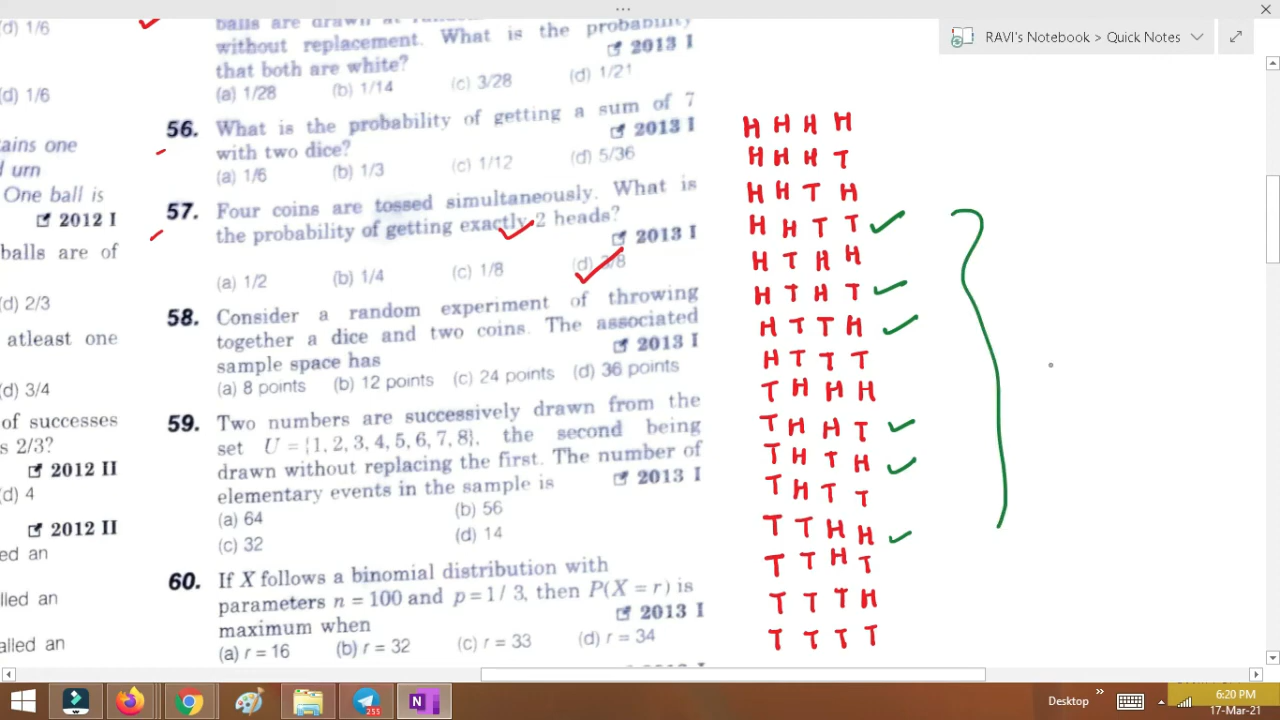 (d) 1/6
(d) 1/6
ains one
d urn
One ball is
2012 I
balls are of
(d) 2/3
atleast one
(d) 3/4
of successes
s 2/3?
2012 II
(d) 4
2012 II
ed an
lled an
alled an
balls are drawn at
without replacement. What is the probability
that both are white? 2013 I
(a) 1/28 (b) 1/14 (c) 3/28 (d) 1/21
56. What is the probability of getting a sum of 7
with two dice? 2013 I
(a) 1/6 (b) 1/3 (c) 1/12 (d) 5/36
57. Four coins are tossed simultaneously. What is
the probability of getting exactly 2 heads?
2013 I
(a) 1/2 (b) 1/4 (c) 1/8 (d) 3/8
58. Consider a random experiment of throwing
together a dice and two coins. The associated
sample space has 2013 I
(a) 8 points (b) 12 points (c) 24 points (d) 36 points
59. Two numbers are successively drawn from the
set U = {1, 2, 3, 4, 5, 6, 7, 8}, the second being
drawn without replacing the first. The number of
elementary events in the sample is 2013 I
(a) 64 (b) 56
(c) 32 (d) 14
60. If X follows a binomial distribution with
parameters n = 100 and p = 1/ 3, then P(X = r) is
maximum when 2013 I
(a) r = 16 (b) r = 32 (c) r = 33 (d) r = 34
H H H H
H H H T
H H T H
H H T T
H T H H
H T H T
H T T H
H T T T
T H H H
T H H T
T H T H
T H T T
T T H H
T T H T
T T T H
T T T T
RAVI's Notebook > Quick Notes
255
N
Desktop
6:20 PM
17-Mar-21